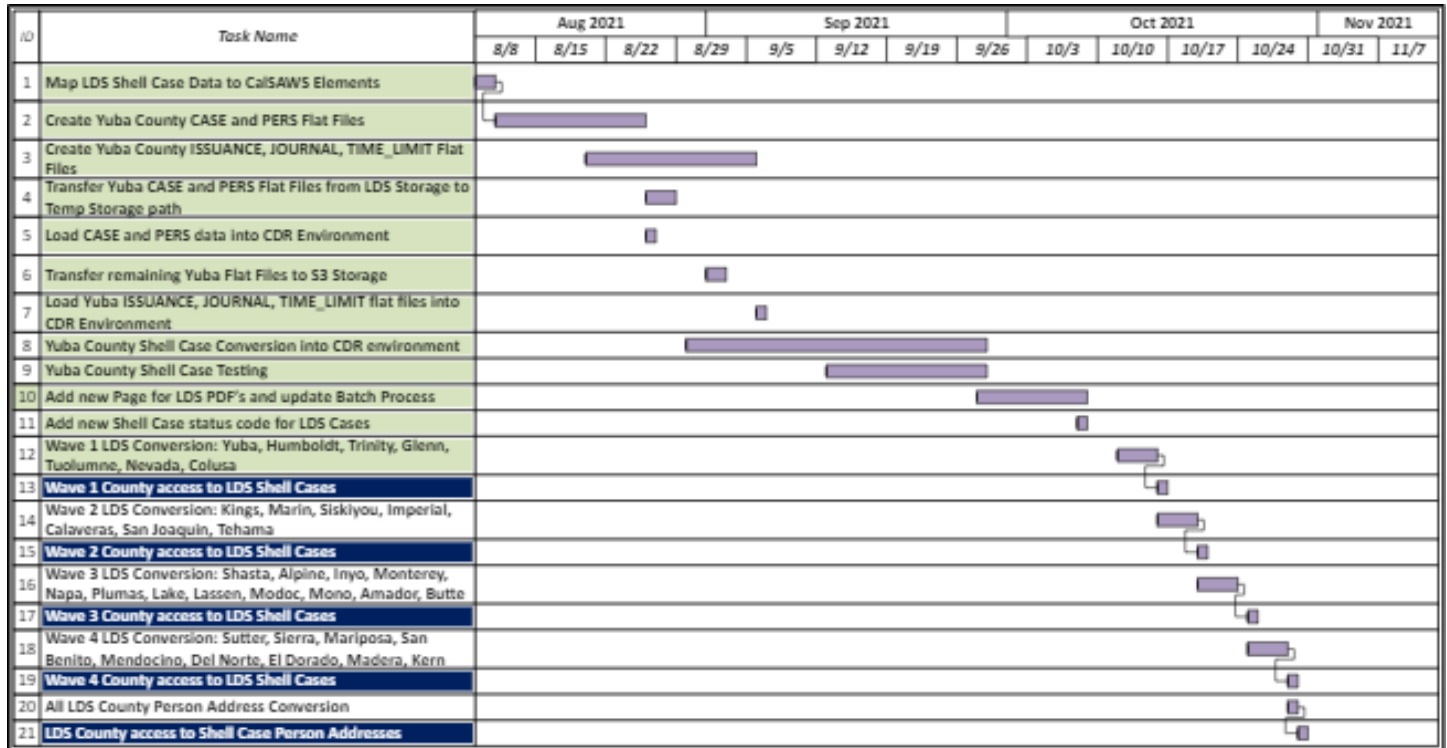 ID Task Name Aug 2021 Sep 2021 Oct 2021 Nov 2021
8/8 8/15 8/22 8/29 9/5 9/12 9/19 9/26 10/3 10/10 10/17 10/24 10/31 11/7
1 Map LDS Shell Case Data to CalSAWS Elements
2 Create Yuba County CASE and PERS Flat Files
3 Create Yuba County ISSUANCE, JOURNAL, TIME_LIMIT Flat
Files
4 Transfer Yuba CASE and PERS Flat Files from LDS Storage to
Temp Storage path
5 Load CASE and PERS data into CDR Environment
6 Transfer remaining Yuba Flat Files to S3 Storage
7 Load Yuba ISSUANCE, JOURNAL, TIME_LIMIT flat files into
CDR Environment
8 Yuba County Shell Case Conversion into CDR environment
9 Yuba County Shell Case Testing
10 Add new Page for LDS PDF's and update Batch Process
11 Add new Shell Case status code for LDS Cases
12 Wave 1 LDS Conversion: Yuba, Humboldt, Trinity, Glenn,
Tuolumne, Nevada, Colusa
13 Wave 1 County access to LDS Shell Cases
14 Wave 2 LDS Conversion: Kings, Marin, Siskiyou, Imperial,
Calaveras, San Joaquin, Tehama
15 Wave 2 County access to LDS Shell Cases
16 Wave 3 LDS Conversion: Shasta, Alpine, Inyo, Monterey,
Napa, Plumas, Lake, Lassen, Modoc, Mono, Amador, Butte
17 Wave 3 County access to LDS Shell Cases
18 Wave 4 LDS Conversion: Sutter, Sierra, Mariposa, San
Benito, Mendocino, Del Norte, El Dorado, Madera, Kern
19 Wave 4 County access to LDS Shell Cases
20 All LDS County Person Address Conversion
21 LDS County access to Shell Case Person Addresses